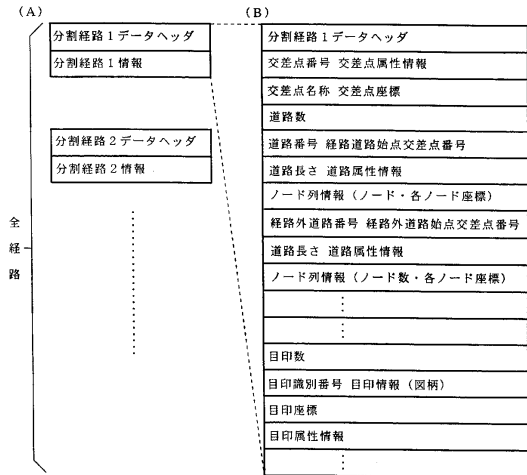 (A)
分割経路1データヘッダ
分割経路1情報
分割経路2データヘッダ
分割経路2情報
全経路
(B)
分割経路1データヘッダ
交差点番号 交差点属性情報
交差点名称 交差点座標
道路数
道路番号 経路道路始点交差点番号
道路長さ 道路属性情報
ノード列情報（ノード・各ノード座標）
経路外道路番号 経路外道路始点交差点番号
道路長さ 道路属性情報
ノード列情報（ノード数・各ノード座標）
目印数
目印識別番号 目印情報（図柄）
目印座標
目印属性情報